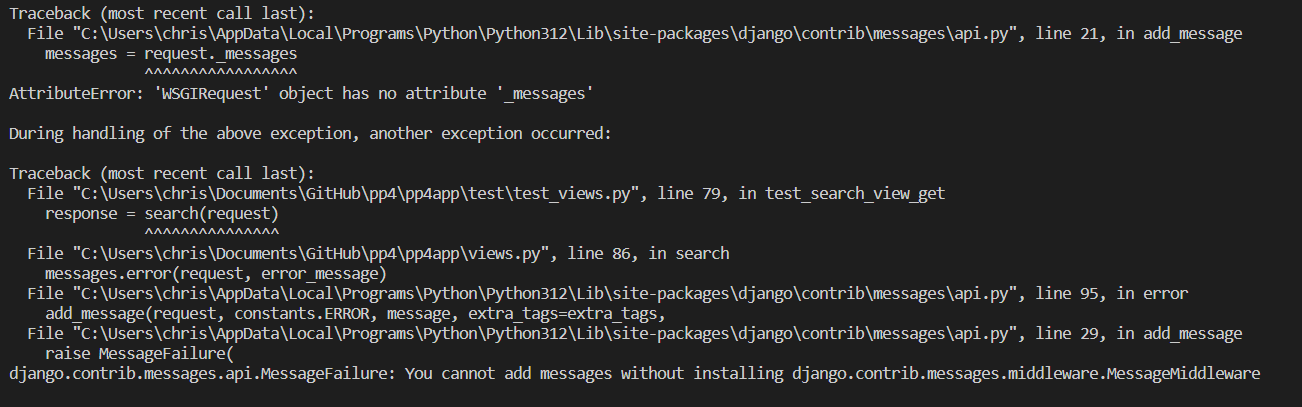 Traceback (most recent call last):
  File "C:\Users\chris\AppData\Local\Programs\Python\Python312\Lib\site-packages\django\contrib\messages\api.py", line 21, in add_message
    messages = request._messages
               ^^^^^^^^^^^^^^^^^
AttributeError: 'WSGIRequest' object has no attribute '_messages'

During handling of the above exception, another exception occurred:

Traceback (most recent call last):
  File "C:\Users\chris\Documents\GitHub\pp4\pp4app\test\test_views.py", line 79, in test_search_view_get
    response = search(request)
               ^^^^^^^^^^^^^^^
  File "C:\Users\chris\Documents\GitHub\pp4\pp4app\views.py", line 86, in search
    messages.error(request, error_message)
  File "C:\Users\chris\AppData\Local\Programs\Python\Python312\Lib\site-packages\django\contrib\messages\api.py", line 95, in error
    add_message(request, constants.ERROR, message, extra_tags=extra_tags,
  File "C:\Users\chris\AppData\Local\Programs\Python\Python312\Lib\site-packages\django\contrib\messages\api.py", line 29, in add_message
    raise MessageFailure(
django.contrib.messages.api.MessageFailure: You cannot add messages without installing django.contrib.messages.middleware.MessageMiddleware